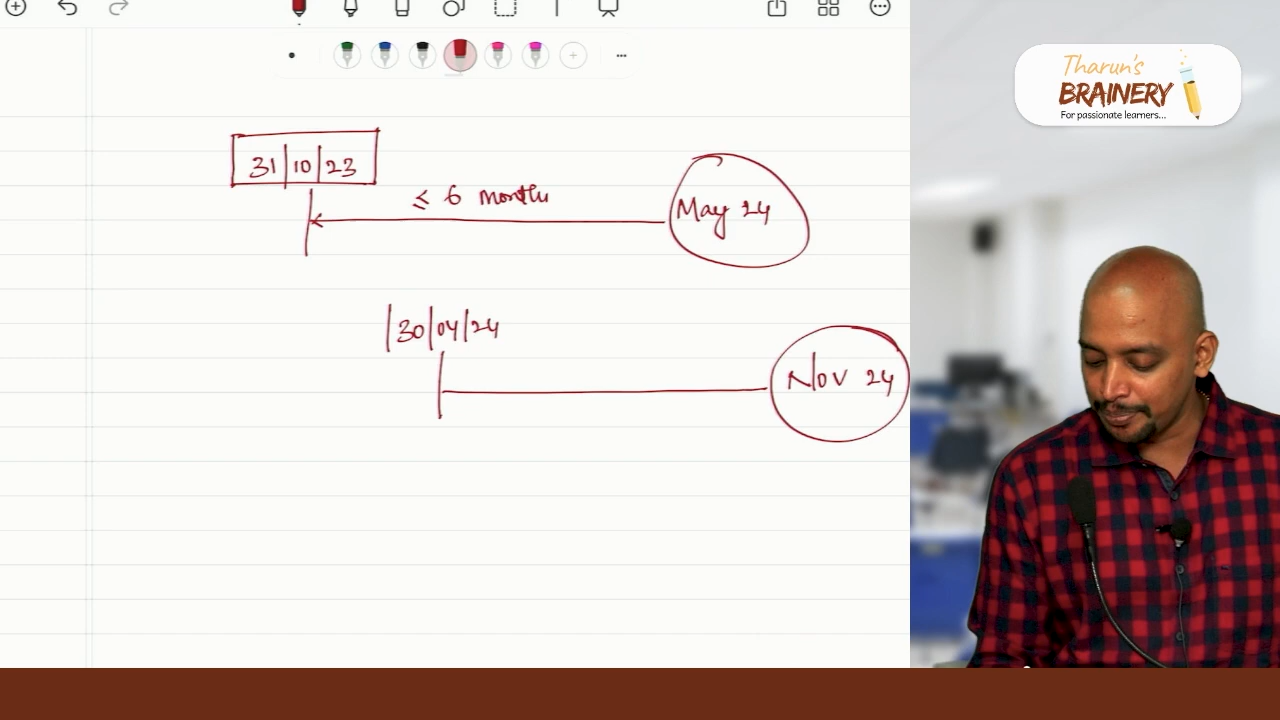 Tharun's
BRAINERY
For passionate learners...
31|10|23
≤ 6 months
May 24
|30|04|24
Nov 24